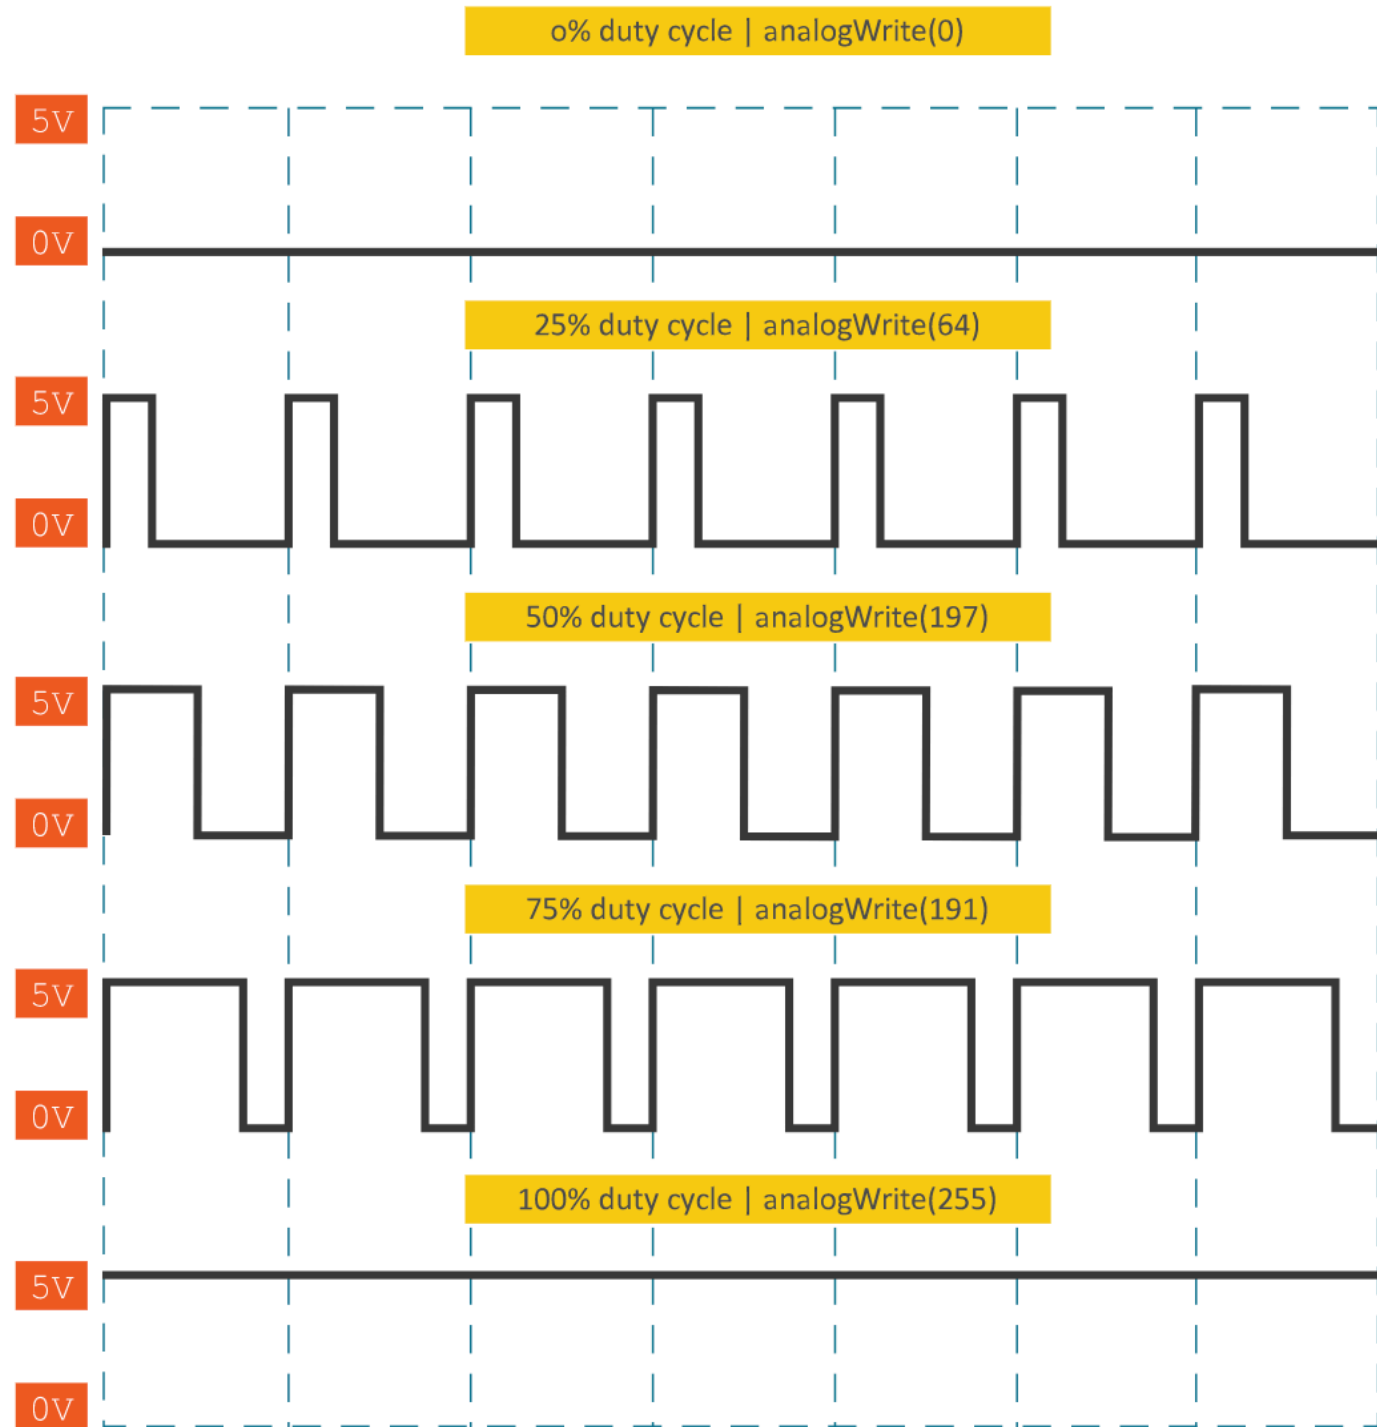 o% duty cycle | analogWrite(0)
5V
0V
25% duty cycle | analogWrite(64)
5V
0V
50% duty cycle | analogWrite(197)
5V
0V
75% duty cycle | analogWrite(191)
5V
0V
100% duty cycle | analogWrite(255)
5V
0V